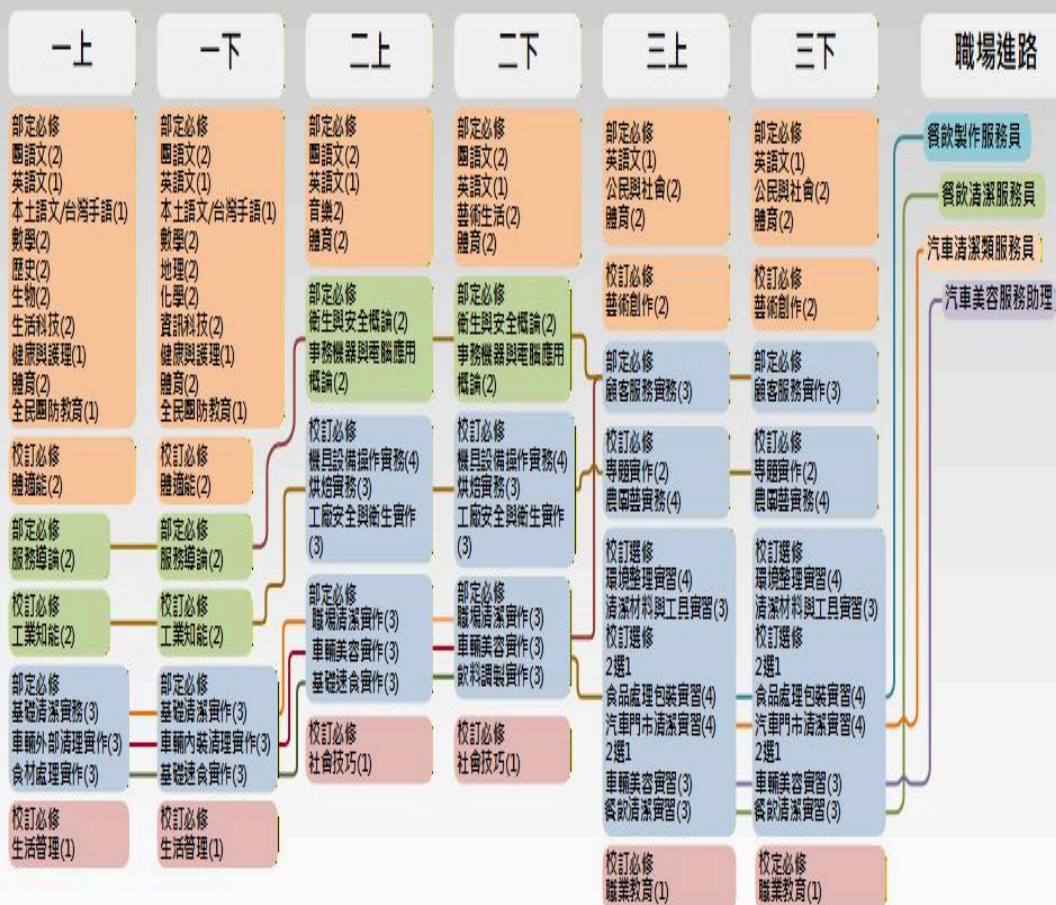 一上
部定必修
國語文(2)
英語文(1)
本土語文/台灣手語(1)
數學(2)
歷史(2)
生物(2)
生活科技(2)
健康與護理(1)
體育(2)
全民國防教育(1)
校訂必修
體適能(2)
部定必修
服務導論(2)
校訂必修
工業知能(2)
部定必修
基礎清潔實務(3)
車輛外部清理實作(3)
食材處理實作(3)
校訂必修
生活管理(1)
一下
部定必修
國語文(2)
英語文(1)
本土語文/台灣手語(1)
數學(2)
地理(2)
化學(2)
資訊科技(2)
健康與護理(1)
體育(2)
全民國防教育(1)
校訂必修
體適能(2)
部定必修
服務導論(2)
校訂必修
工業知能(2)
部定必修
基礎清潔實作(3)
車輛內裝清理實作(3)
基礎速食實作(3)
校訂必修
生活管理(1)
二上
部定必修
國語文(2)
英語文(1)
音樂2)
體育(2)
部定必修
衛生與安全概論(2)
事務機器與電腦應用
概論(2)
校訂必修
機具設備操作實務(4)
烘焙實務(3)
工廠安全與衛生實作
(3)
部定必修
職場清潔實作(3)
車輛美容實作(3)
基礎速食實作(3)
校訂必修
社會技巧(1)
二下
部定必修
國語文(2)
英語文(1)
藝術生活(2)
體育(2)
部定必修
衛生與安全概論(2)
事務機器與電腦應用
概論(2)
校訂必修
機具設備操作實務(4)
烘焙實務(3)
工廠安全與衛生實作
(3)
部定必修
職場清潔實作(3)
車輛美容實作(3)
飲料調製實作(3)
校訂必修
社會技巧(1)
三上
部定必修
英語文(1)
公民與社會(2)
體育(2)
校訂必修
藝術創作(2)
部定必修
顧客服務實務(3)
校訂必修
專題實作(2)
農園藝實務(4)
校訂選修
環境整理實習(4)
清潔材料與工具實習(3)
校訂選修
2選1
食品處理包裝實習(4)
汽車門市清潔實習(4)
2選1
車輛美容實習(3)
餐飲清潔實習(3)
校訂必修
職業教育(1)
三下
部定必修
英語文(1)
公民與社會(2)
體育(2)
校訂必修
藝術創作(2)
部定必修
顧客服務實作(3)
校訂必修
專題實作(2)
農園藝實務(4)
校訂選修
環境整理實習(4)
清潔材料與工具實習(3)
校訂選修
2選1
食品處理包裝實習(4)
汽車門市清潔實習(4)
2選1
車輛美容實習(3)
餐飲清潔實習(3)
校定必修
職業教育(1)
職場進路
餐飲製作服務員
餐飲清潔服務員
汽車清潔類服務員
汽車美容服務助理